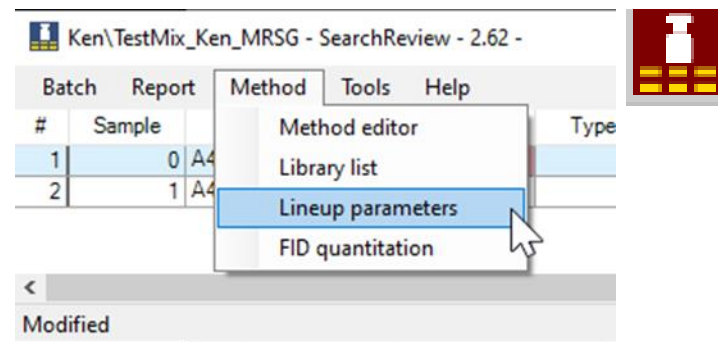 Ken\TestMix_Ken_MRSG - SearchReview - 2.62 -
Batch Report Method Tools Help
# Sample Type
1 0 A4
2 1 A4
Method editor
Library list
Lineup parameters
FID quantitation
<
Modified